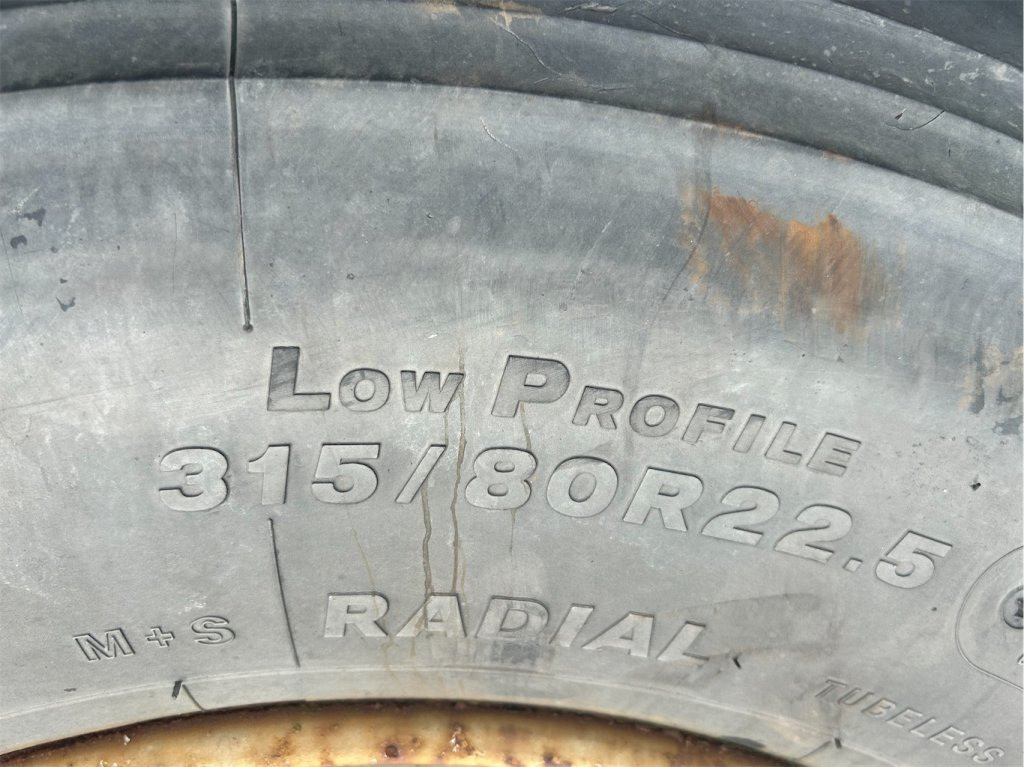 LOW PROFILE
315/80R22.5
M+S
RADIAL
TUBELESS